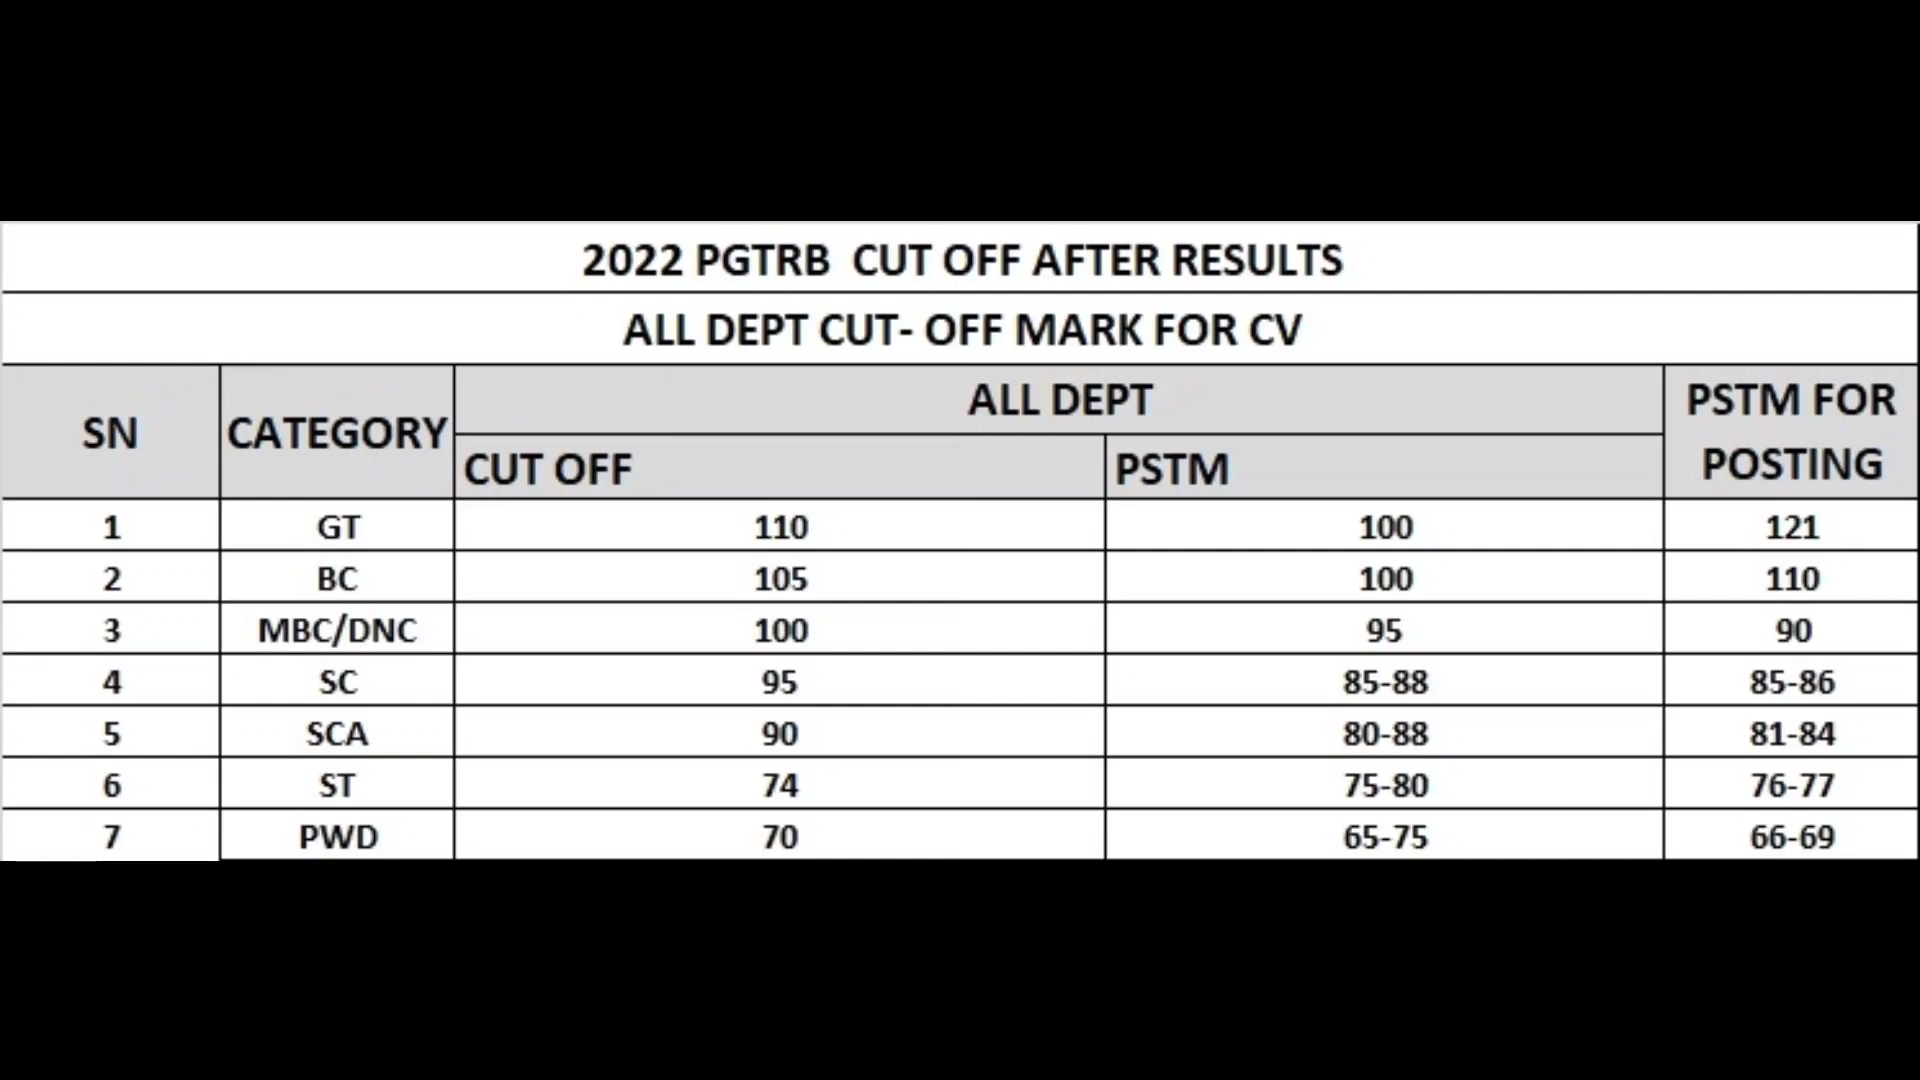 2022 PGTRB CUT OFF AFTER RESULTS
ALL DEPT CUT- OFF MARK FOR CV
SN CATEGORY ALL DEPT PSTM FOR POSTING
CUT OFF PSTM
1 GT 110 100 121
2 BC 105 100 110
3 MBC/DNC 100 95 90
4 SC 95 85-88 85-86
5 SCA 90 80-88 81-84
6 ST 74 75-80 76-77
7 PWD 70 65-75 66-69